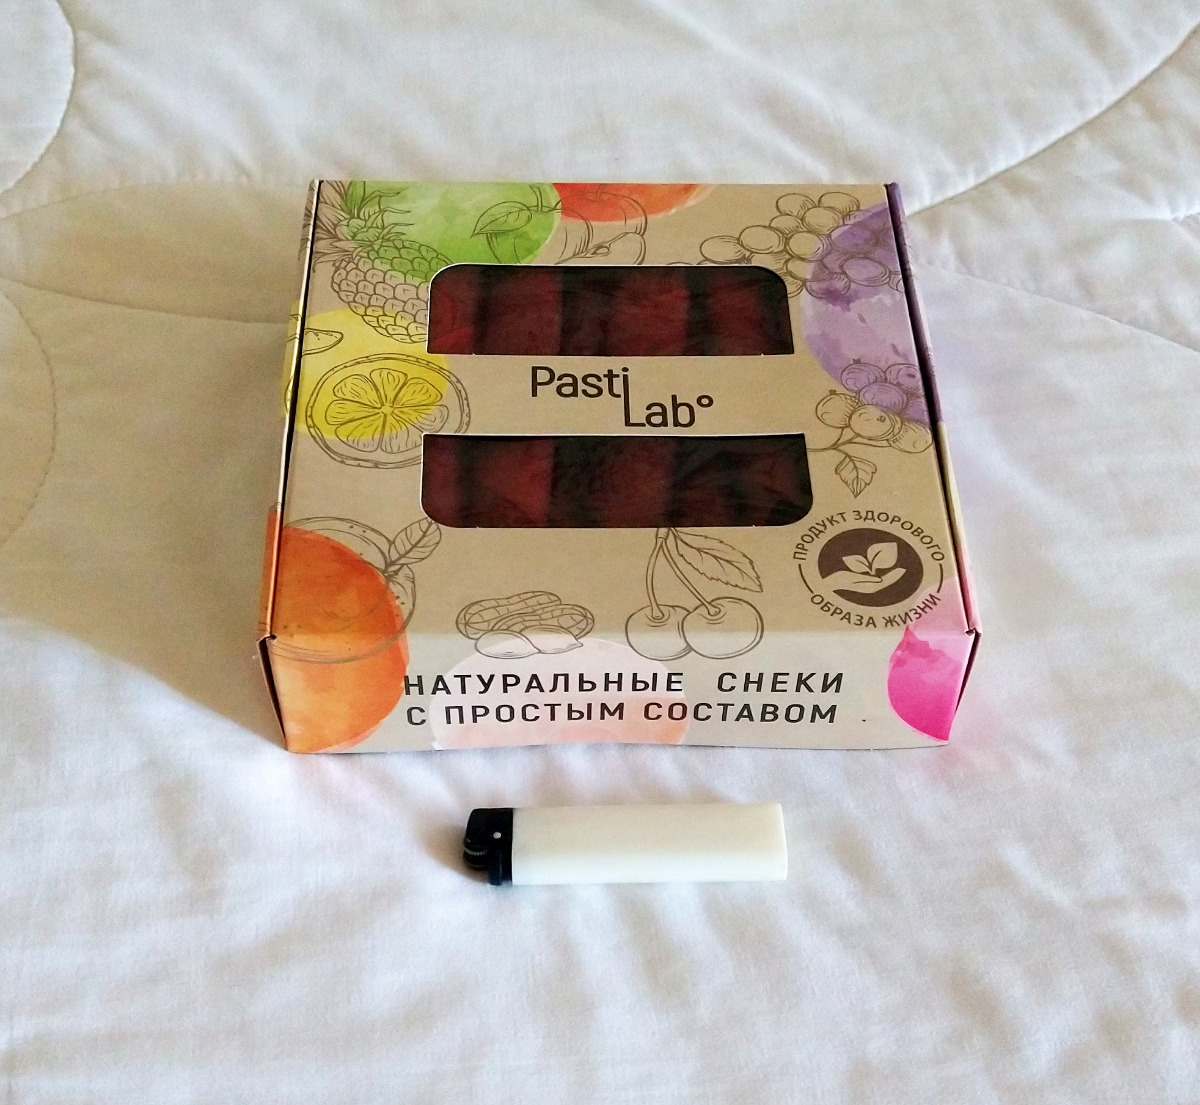 Pasti
Lab°
ПРОДУКТ ЗДОРОВОГО
ОБРАЗА ЖИЗНИ
НАТУРАЛЬНЫЕ СНЕКИ
С ПРОСТЫМ СОСТАВОМ